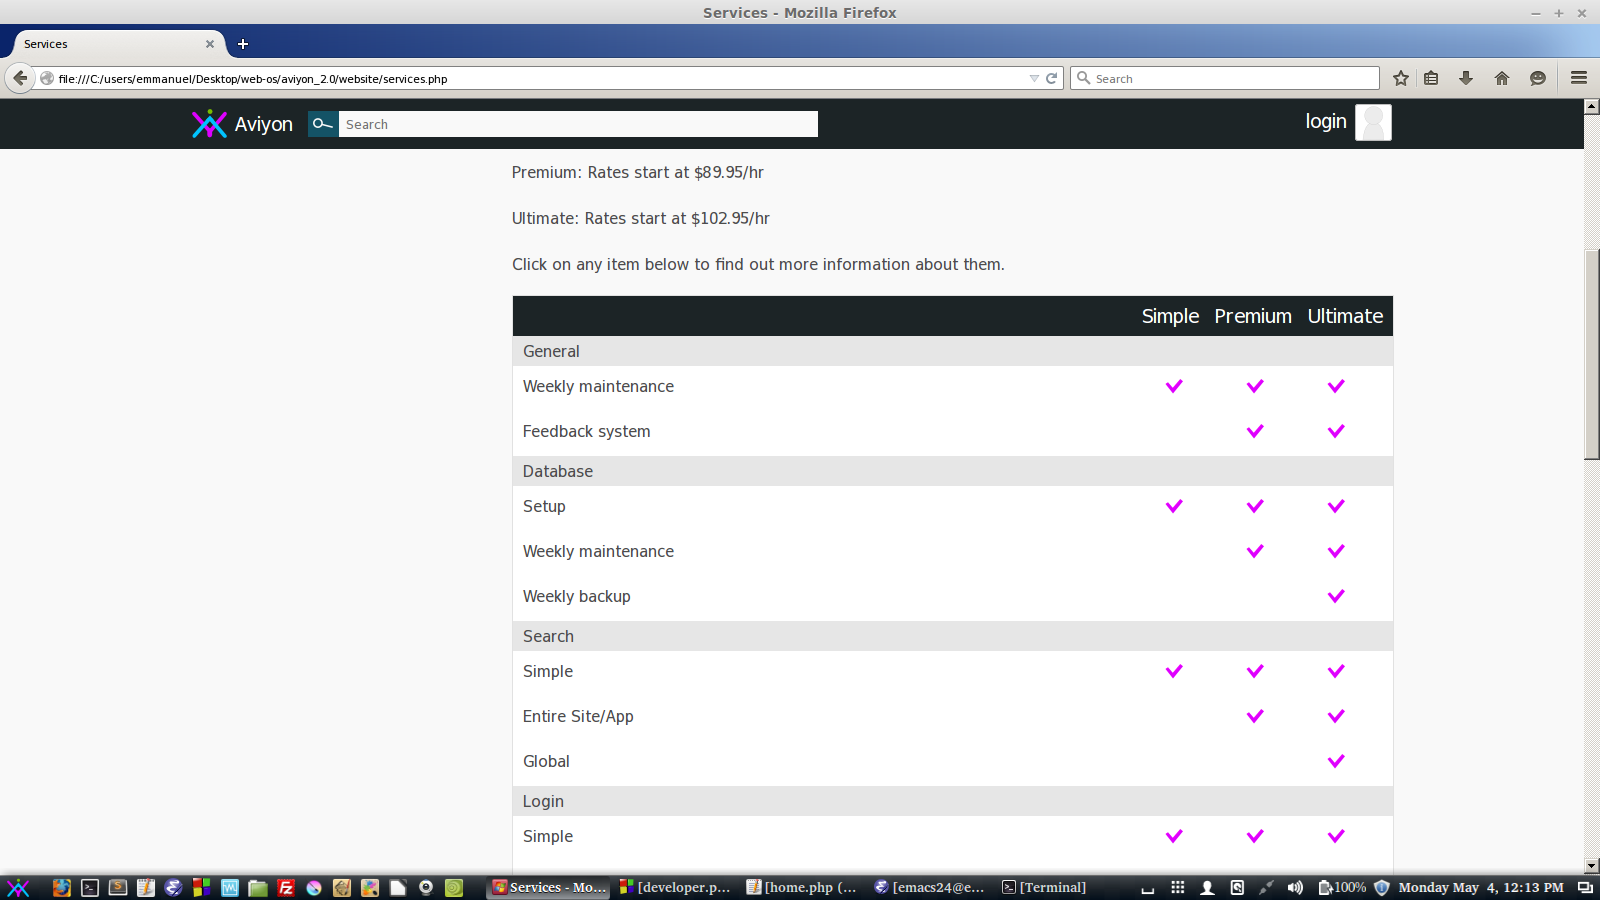 Services - Mozilla Firefox
Services
file:///C:/users/emmanuel/Desktop/web-os/aviyon_2.0/website/services.php
Search
Aviyon
Search
login
Premium: Rates start at $89.95/hr
Ultimate: Rates start at $102.95/hr
Click on any item below to find out more information about them.
Simple Premium Ultimate
General
Weekly maintenance
Feedback system
Database
Setup
Weekly maintenance
Weekly backup
Search
Simple
Entire Site/App
Global
Login
Simple
Services - Mo... [developer.p... [home.php (... [emacs24@e... [Terminal] 100% Monday May 4, 12:13 PM